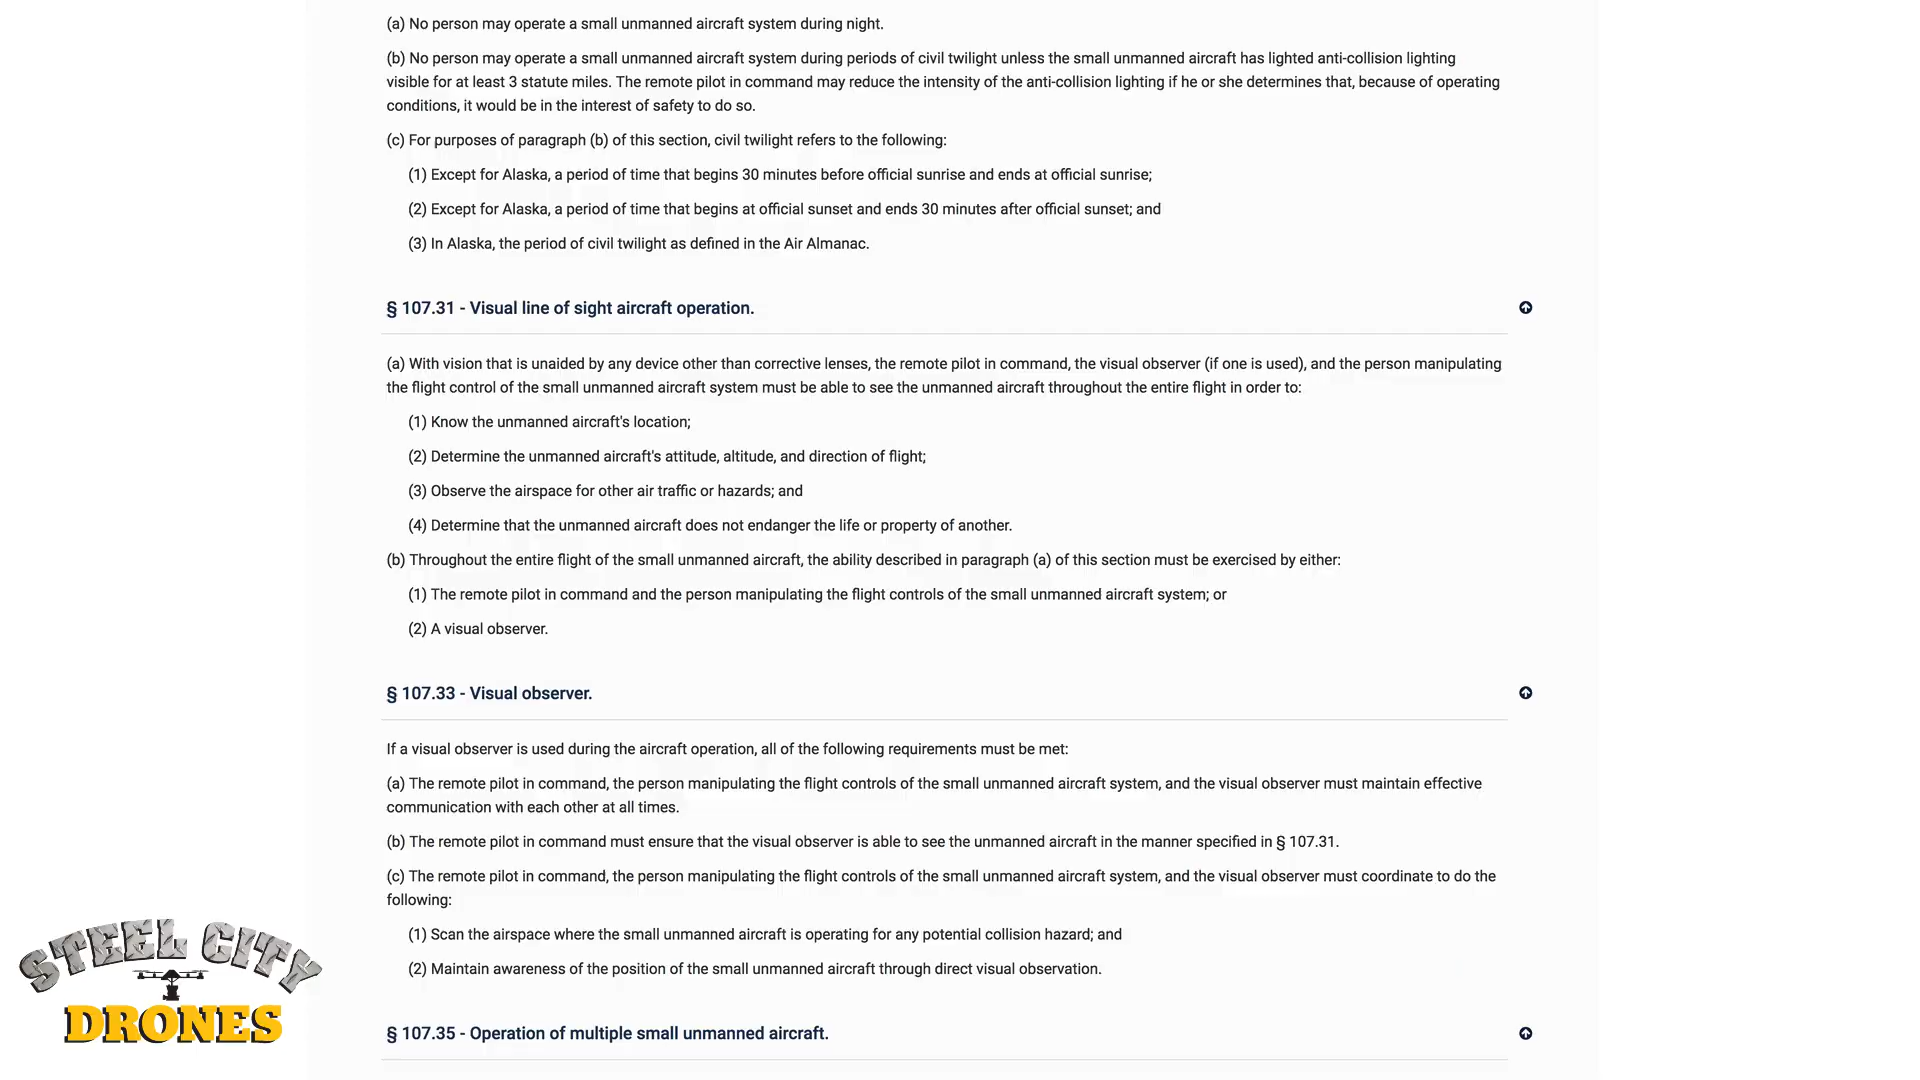 (a) No person may operate a small unmanned aircraft system during night.
(b) No person may operate a small unmanned aircraft system during periods of civil twilight unless the small unmanned aircraft has lighted anti-collision lighting
visible for at least 3 statute miles. The remote pilot in command may reduce the intensity of the anti-collision lighting if he or she determines that, because of operating
conditions, it would be in the interest of safety to do so.
(c) For purposes of paragraph (b) of this section, civil twilight refers to the following:
(1) Except for Alaska, a period of time that begins 30 minutes before official sunrise and ends at official sunrise;
(2) Except for Alaska, a period of time that begins at official sunset and ends 30 minutes after official sunset; and
(3) In Alaska, the period of civil twilight as defined in the Air Almanac.
§ 107.31 - Visual line of sight aircraft operation.
(a) With vision that is unaided by any device other than corrective lenses, the remote pilot in command, the visual observer (if one is used), and the person manipulating
the flight control of the small unmanned aircraft system must be able to see the unmanned aircraft throughout the entire flight in order to:
(1) Know the unmanned aircraft's location;
(2) Determine the unmanned aircraft's attitude, altitude, and direction of flight;
(3) Observe the airspace for other air traffic or hazards; and
(4) Determine that the unmanned aircraft does not endanger the life or property of another.
(b) Throughout the entire flight of the small unmanned aircraft, the ability described in paragraph (a) of this section must be exercised by either:
(1) The remote pilot in command and the person manipulating the flight controls of the small unmanned aircraft system; or
(2) A visual observer.
§ 107.33 - Visual observer.
If a visual observer is used during the aircraft operation, all of the following requirements must be met:
(a) The remote pilot in command, the person manipulating the flight controls of the small unmanned aircraft system, and the visual observer must maintain effective
communication with each other at all times.
(b) The remote pilot in command must ensure that the visual observer is able to see the unmanned aircraft in the manner specified in § 107.31.
(c) The remote pilot in command, the person manipulating the flight controls of the small unmanned aircraft system, and the visual observer must coordinate to do the
following:
(1) Scan the airspace where the small unmanned aircraft is operating for any potential collision hazard; and
(2) Maintain awareness of the position of the small unmanned aircraft through direct visual observation.
§ 107.35 - Operation of multiple small unmanned aircraft.
STEEL CITY
DRONES